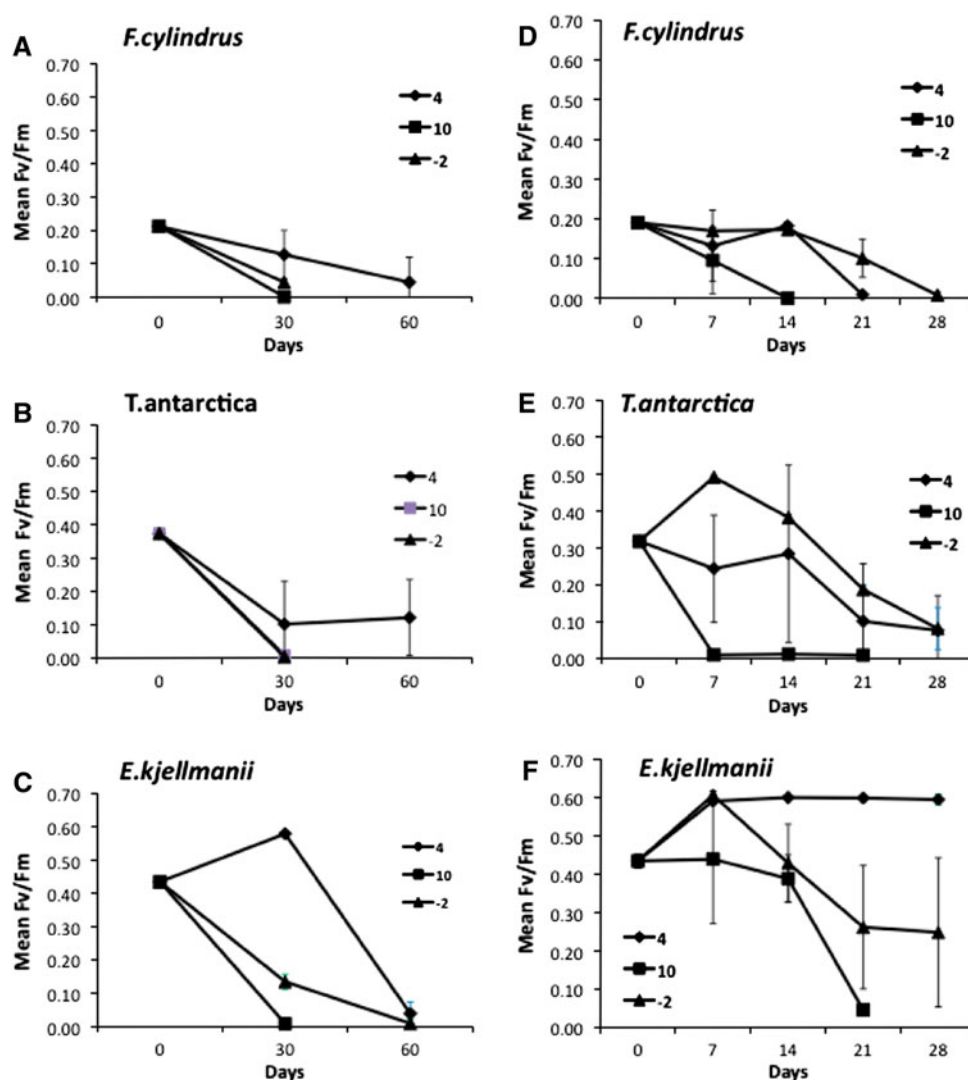 A
F.cylindrus
0.70
0.60
0.50
0.40
0.30
0.20
0.10
0.00
Mean Fv/Fm
4
10
-2
0 30 60
Days
D
F.cylindrus
0.70
0.60
0.50
0.40
0.30
0.20
0.10
0.00
Mean Fv/Fm
4
10
-2
0 7 14 21 28
Days
B
T.antarctica
0.70
0.60
0.50
0.40
0.30
0.20
0.10
0.00
Mean Fv/Fm
4
10
-2
0 30 60
Days
E
T.antarctica
0.70
0.60
0.50
0.40
0.30
0.20
0.10
0.00
Mean Fv/Fm
4
10
-2
0 7 14 21 28
Days
C
E.kjellmanii
0.70
0.60
0.50
0.40
0.30
0.20
0.10
0.00
Mean Fv/Fm
4
10
-2
0 30 60
Days
F
E.kjellmanii
0.70
0.60
0.50
0.40
0.30
0.20
0.10
0.00
Mean Fv/Fm
4
10
-2
0 7 14 21 28
Days